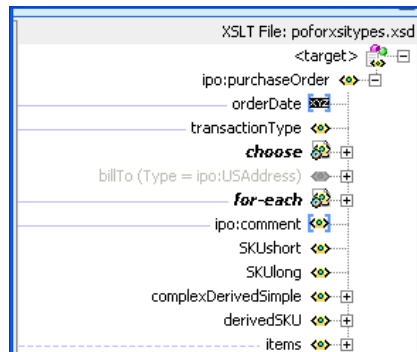 XSLT File: poforxsitypes.xsd
<target>
ipo:purchaseOrder
orderDate
transactionType
choose
billTo (Type = ipo:USAddress)
for-each
ipo:comment
SKUshort
SKUlong
complexDerivedSimple
derivedSKU
items